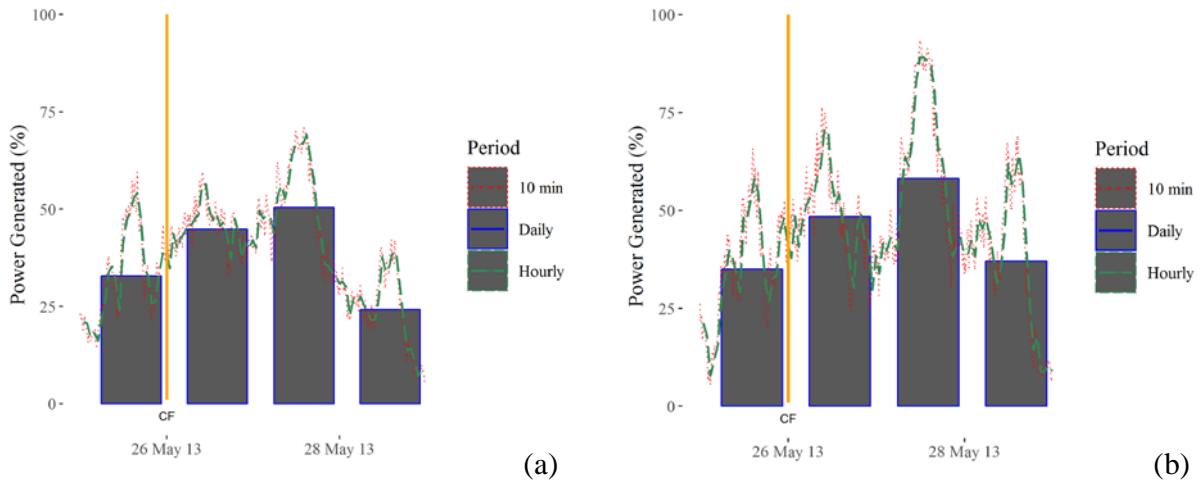 100
75
50
25
0
Power Generated (%)
CF
26 May 13
28 May 13
Period
10 min
Daily
Hourly
(a)
100
75
50
25
0
Power Generated (%)
CF
26 May 13
28 May 13
Period
10 min
Daily
Hourly
(b)